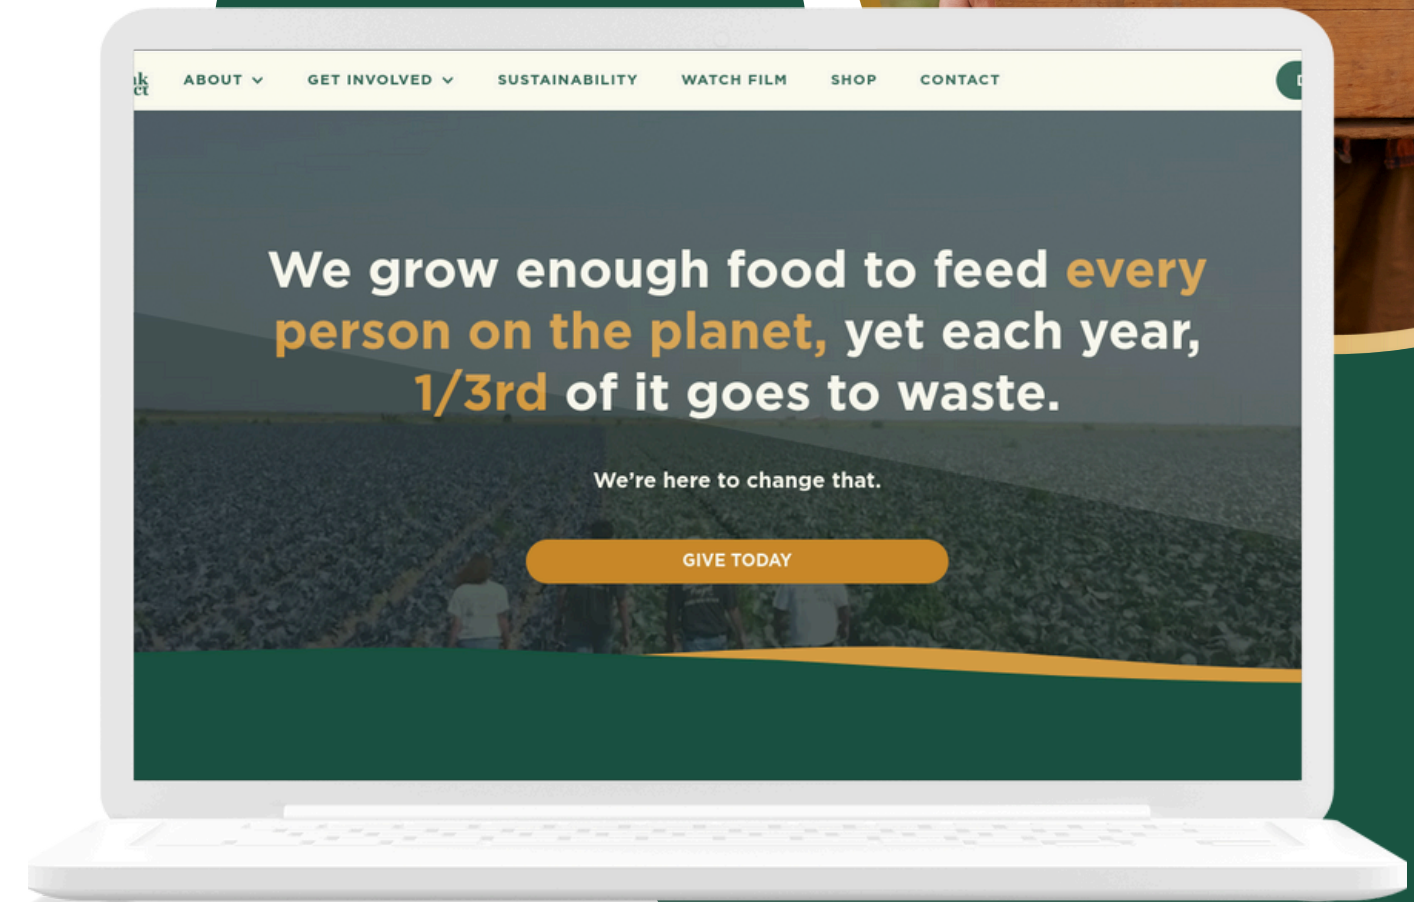 ABOUT
GET INVOLVED
SUSTAINABILITY
WATCH FILM
SHOP
CONTACT
We grow enough food to feed every
person on the planet, yet each year,
1/3rd of it goes to waste.
We're here to change that.
GIVE TODAY